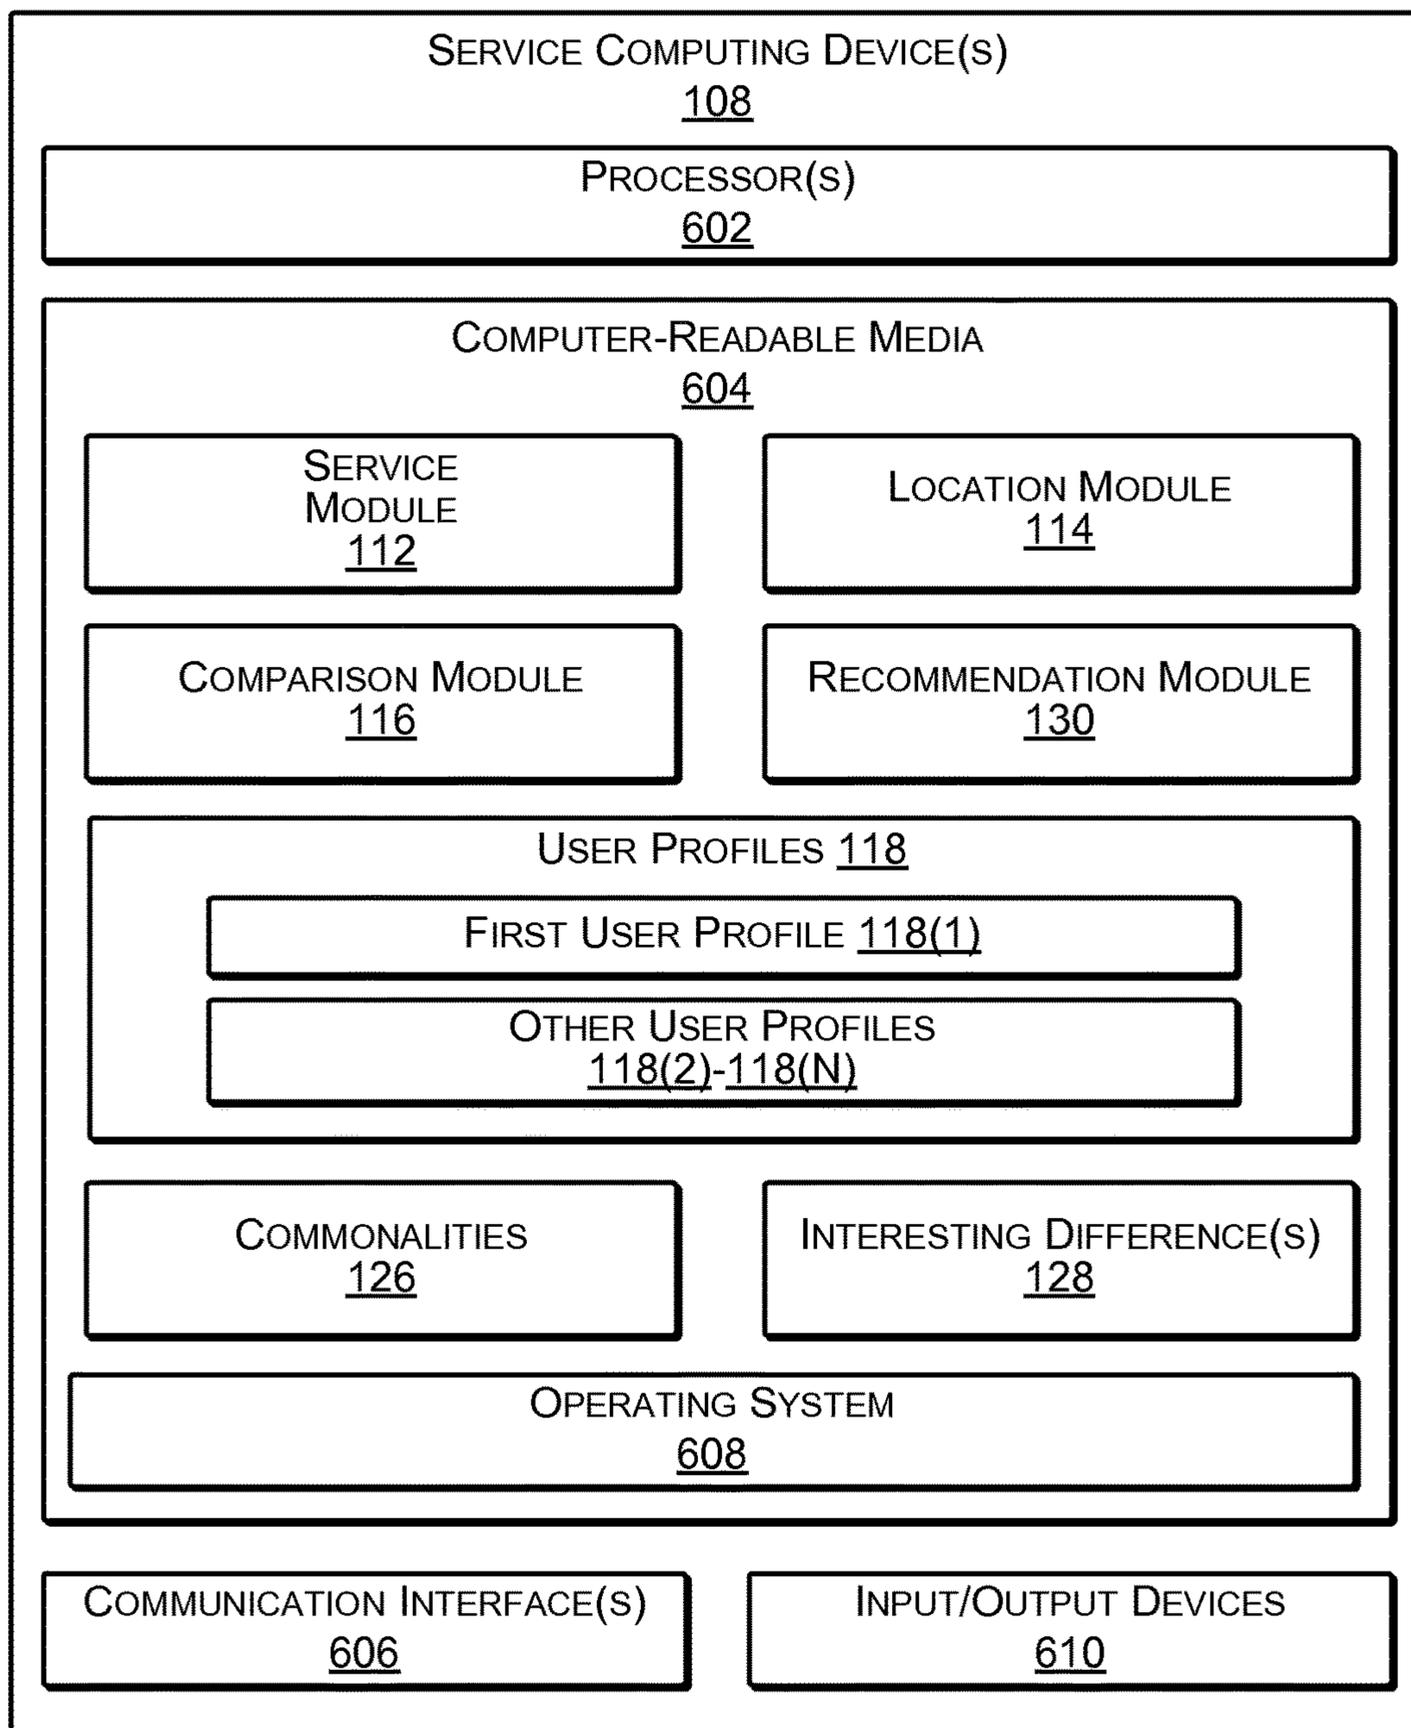 SERVICE COMPUTING DEVICE(S)
108
PROCESSOR(S)
602
COMPUTER-READABLE MEDIA
604
SERVICE
MODULE
112
LOCATION MODULE
114
COMPARISON MODULE
116
RECOMMENDATION MODULE
130
USER PROFILES 118
FIRST USER PROFILE 118(1)
OTHER USER PROFILES
118(2)-118(N)
COMMONALITIES
126
INTERESTING DIFFERENCE(S)
128
OPERATING SYSTEM
608
COMMUNICATION INTERFACE(S)
606
INPUT/OUTPUT DEVICES
610